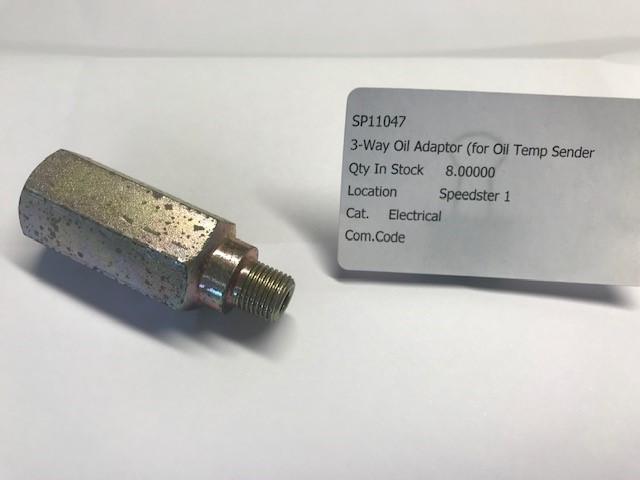 SP11047
3-Way Oil Adaptor (for Oil Temp Sender
Qty In Stock 8.00000
Location Speedster 1
Cat. Electrical
Com.Code